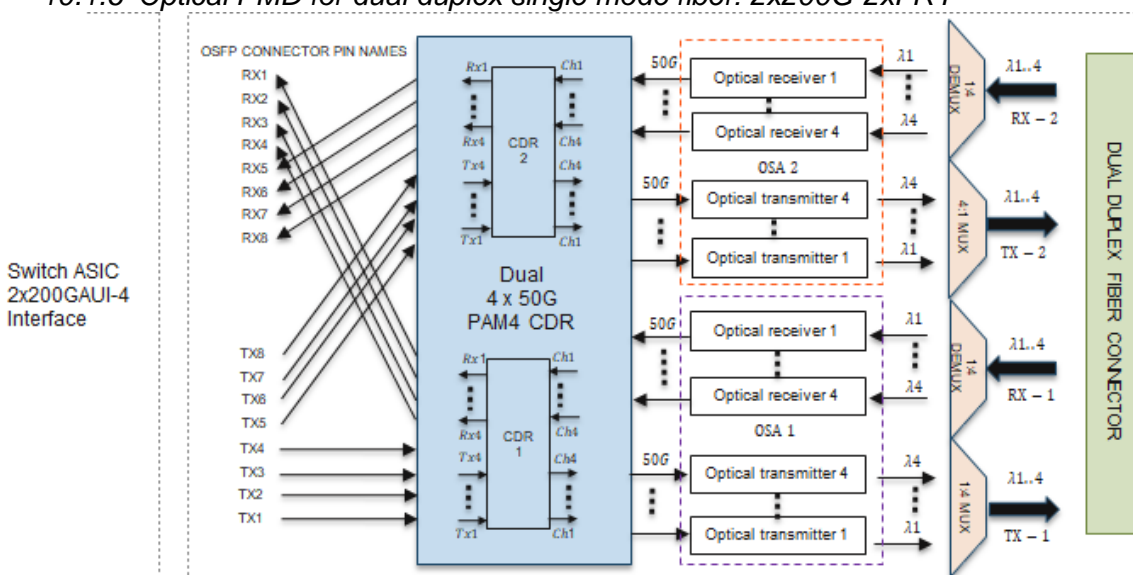 10.1.3 Optical PMD for dual duplex single mode fiber: 2x200G-2xFR4
OSFP CONNECTOR PIN NAMES
RX1
RX2
RX3
RX4
RX5
RX6
RX7
RX8
Switch ASIC
2x200GAUI-4
Interface
TX8
TX7
TX6
TX5
TX4
TX3
TX2
TX1
Rx1
Ch1
Rx4
Ch4
CDR
2
Tx4
Ch4
Tx1
Ch1
Dual
4 x 50G
PAM4 CDR
Rx1
Ch1
Rx4
Ch4
CDR
1
Tx4
Ch4
Tx1
Ch1
50G
Optical receiver 1
λ1
Optical receiver 4
λ4
OSA 2
50G
Optical transmitter 4
λ4
Optical transmitter 1
λ1
50G
Optical receiver 1
λ1
Optical receiver 4
λ4
OSA 1
50G
Optical transmitter 4
λ4
Optical transmitter 1
λ1
1:4
DEMUX
λ1..4
RX − 2
4:1 MUX
λ1..4
TX − 2
1:4
DEMUX
λ1..4
RX − 1
1:4 MUX
λ1..4
TX − 1
DUAL DUPLEX FIBER CONNECTOR